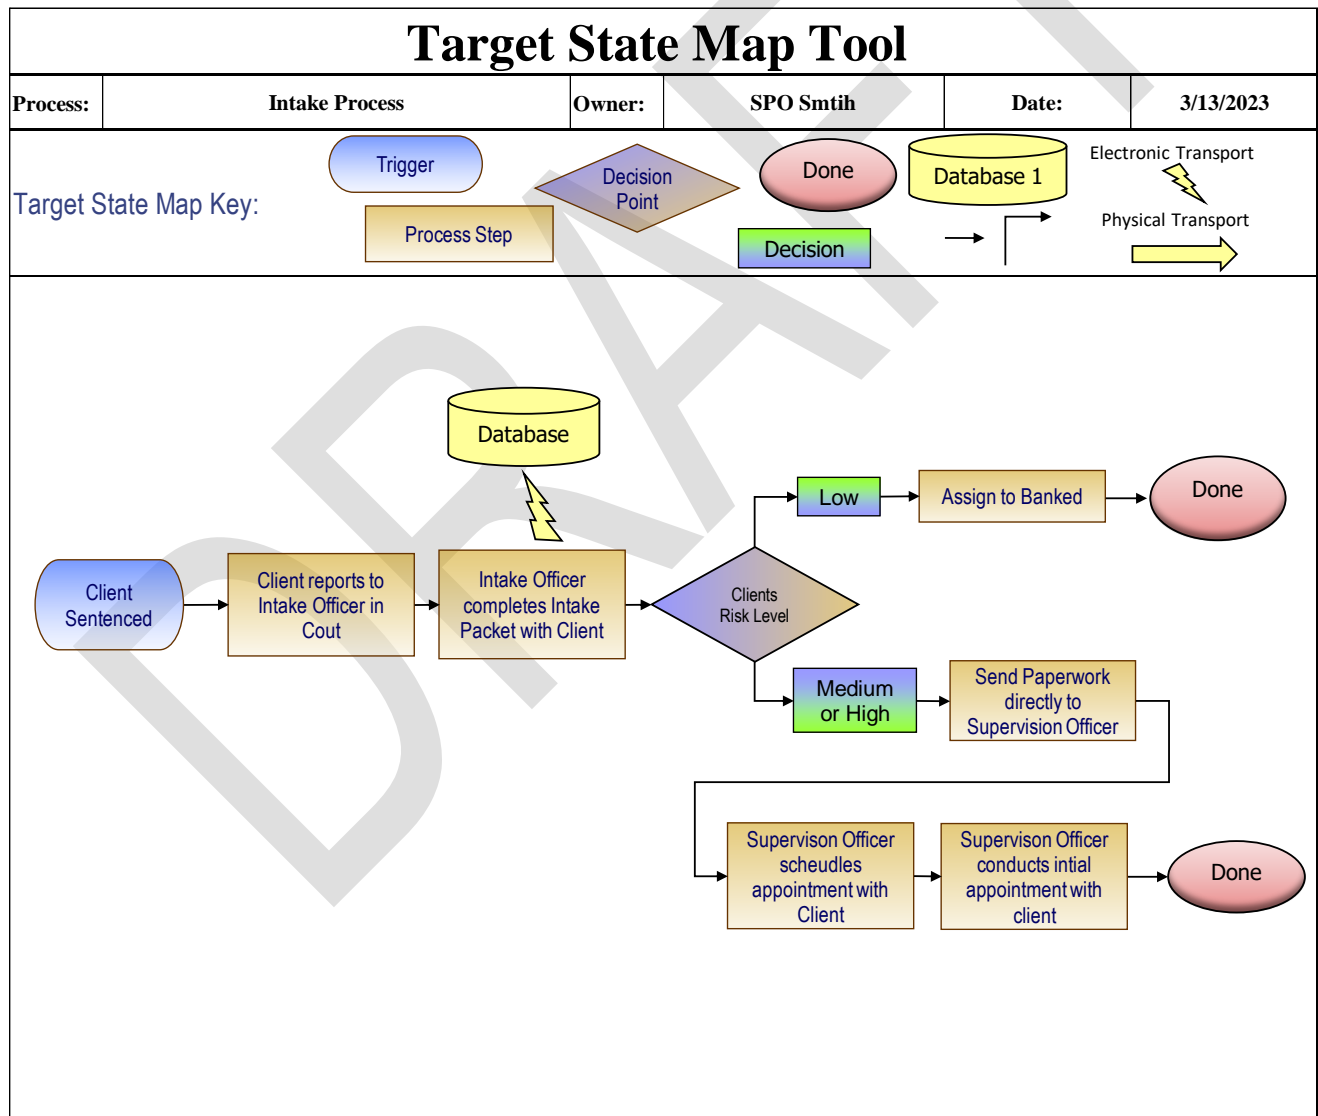 Target State Map Tool
Process: Intake Process Owner: SPO Smtih Date: 3/13/2023
Target State Map Key:
Trigger
Process Step
Decision
Point
Done
Decision
Database 1
Electronic Transport
Physical Transport
DRAFT
Database
Client
Sentenced
Client reports to
Intake Officer in
Cout
Intake Officer
completes Intake
Packet with Client
Clients
Risk Level
Low
Assign to Banked
Done
Medium
or High
Send Paperwork
directly to
Supervision Officer
Supervison Officer
scheudles
appointment with
Client
Supervison Officer
conducts intial
appointment with
client
Done